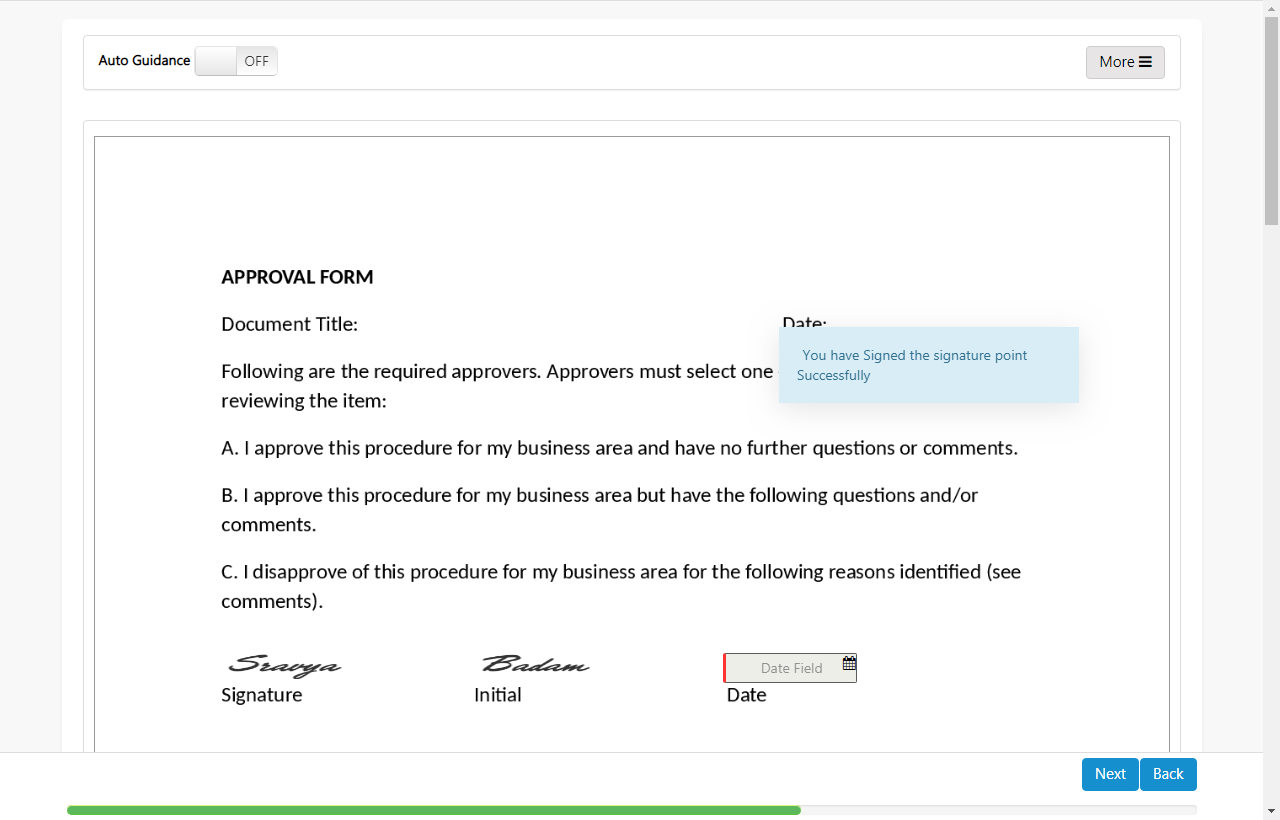 Auto Guidance OFF More
APPROVAL FORM
Document Title: Date:
Following are the required approvers. Approvers must select one
You have Signed the signature point
Successfully
reviewing the item:
A. I approve this procedure for my business area and have no further questions or comments.
B. I approve this procedure for my business area but have the following questions and/or
comments.
C. I disapprove of this procedure for my business area for the following reasons identified (see
comments).
Sravya Badam Date Field
Signature Initial Date
Next Back